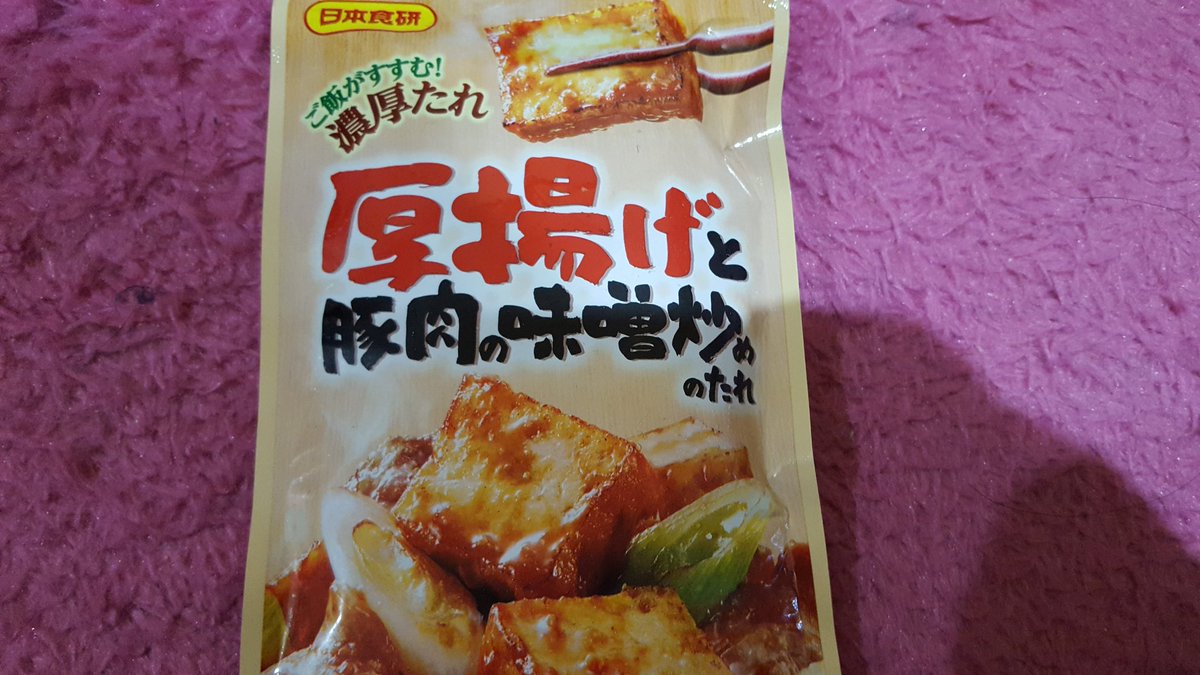 日本食研
ご飯がすすむ!
濃厚たれ
厚揚げと
豚肉の味噌炒め
のたれ